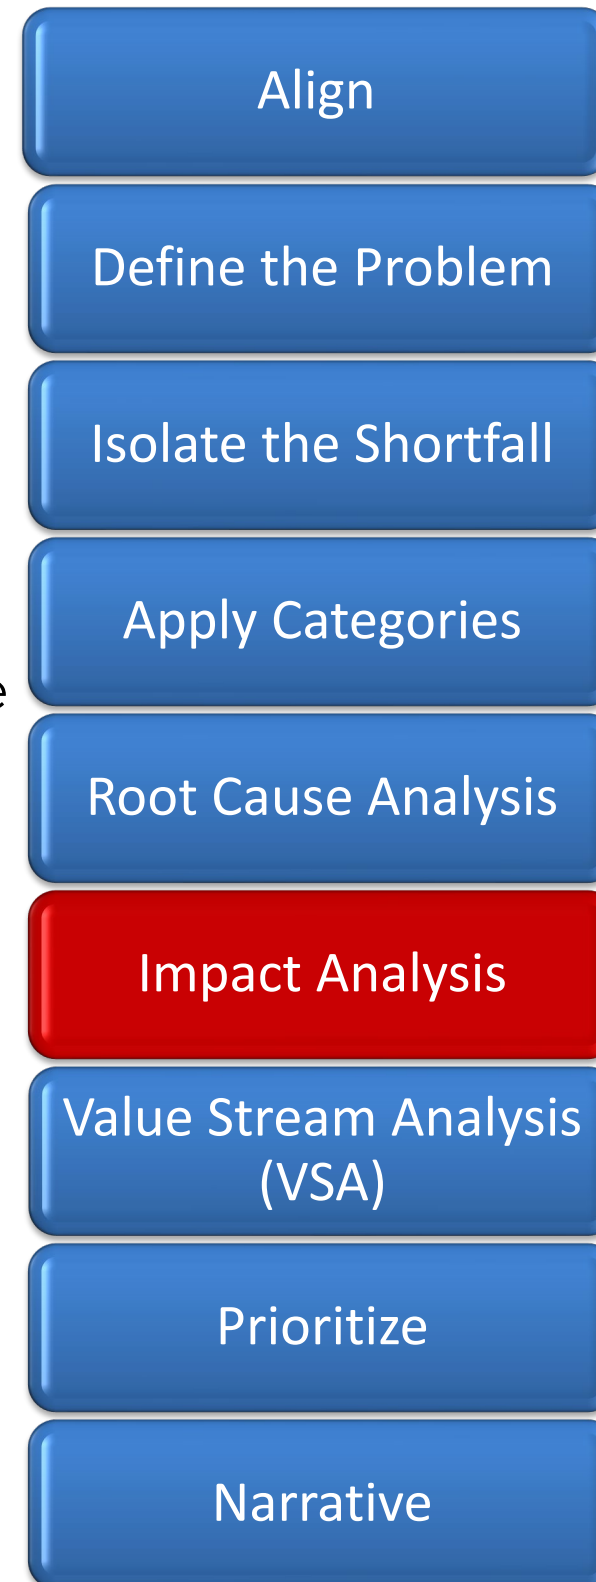 Align
Define the Problem
Isolate the Shortfall
Apply Categories
Root Cause Analysis
Impact Analysis
Value Stream Analysis
(VSA)
Prioritize
Narrative